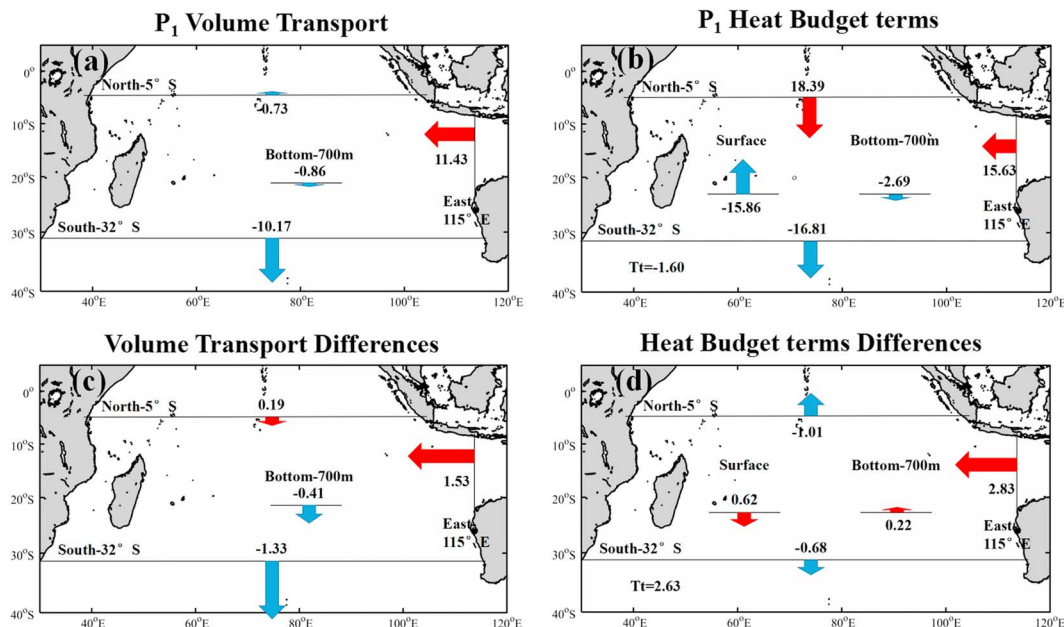 P₁ Volume Transport
P₁ Heat Budget terms
(a)
0°
10°S
20°S
30°S
40°S
North-5° S
-0.73
11.43
Bottom-700m
-0.86
East-
115° E
South-32° S
-10.17
40°E
60°E
80°E
100°E
120°E
(b)
0°
10°S
20°S
30°S
40°S
North-5° S
18.39
Surface
Bottom-700m
15.63
-15.86
-2.69
East-
115° E
South-32° S
-16.81
Tt=-1.60
40°E
60°E
80°E
100°E
120°E
Volume Transport Differences
Heat Budget terms Differences
(c)
0°
10°S
20°S
30°S
40°S
North-5° S
0.19
1.53
Bottom-700m
-0.41
East-
115° E
South-32° S
-1.33
40°E
60°E
80°E
100°E
120°E
(d)
0°
10°S
20°S
30°S
40°S
North-5° S
-1.01
Surface
Bottom-700m
2.83
0.62
0.22
East-
115° E
South-32° S
-0.68
Tt=2.63
40°E
60°E
80°E
100°E
120°E